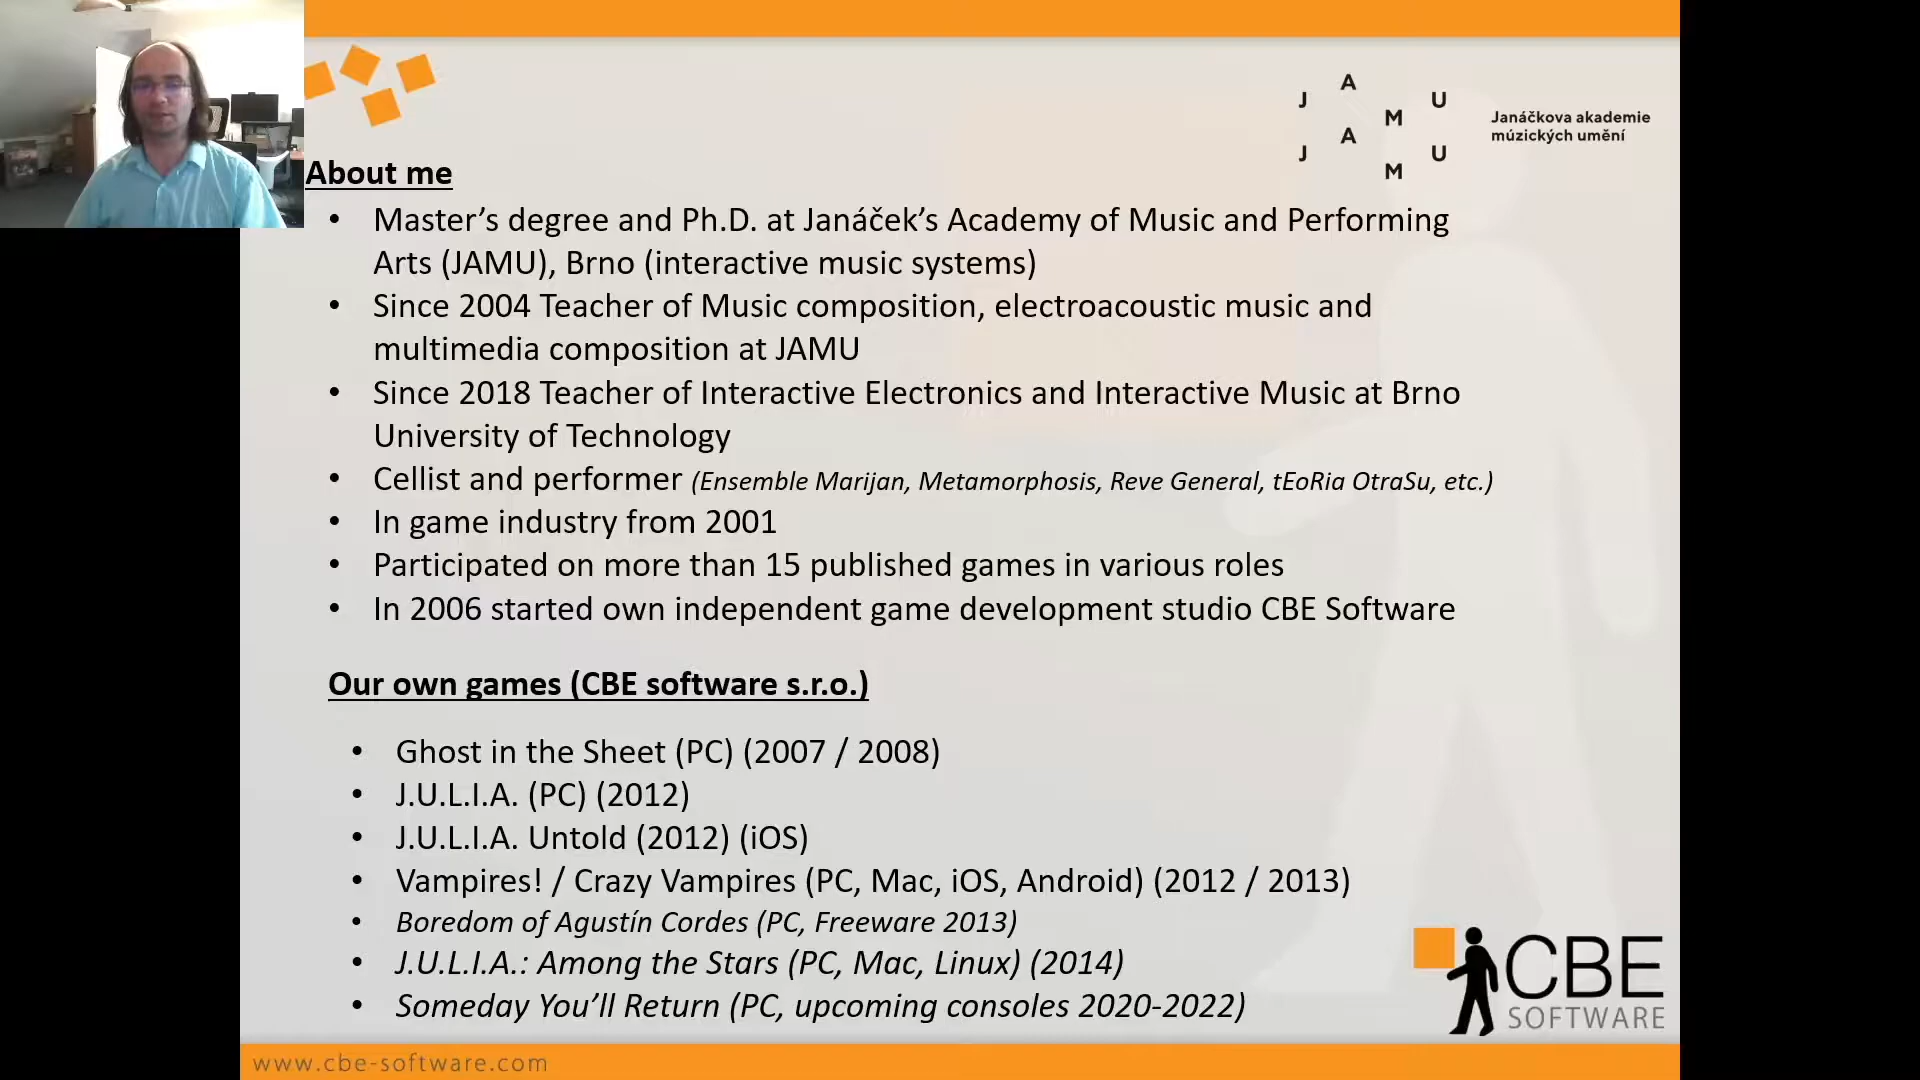 J A M U
J A M U
Janáčkova akademie
múzických umění
About me
• Master’s degree and Ph.D. at Janáček’s Academy of Music and Performing
Arts (JAMU), Brno (interactive music systems)
• Since 2004 Teacher of Music composition, electroacoustic music and
multimedia composition at JAMU
• Since 2018 Teacher of Interactive Electronics and Interactive Music at Brno
University of Technology
• Cellist and performer (Ensemble Marijan, Metamorphosis, Reve General, tEoRia OtraSu, etc.)
• In game industry from 2001
• Participated on more than 15 published games in various roles
• In 2006 started own independent game development studio CBE Software
Our own games (CBE software s.r.o.)
• Ghost in the Sheet (PC) (2007 / 2008)
• J.U.L.I.A. (PC) (2012)
• J.U.L.I.A. Untold (2012) (iOS)
• Vampires! / Crazy Vampires (PC, Mac, iOS, Android) (2012 / 2013)
• Boredom of Agustín Cordes (PC, Freeware 2013)
• J.U.L.I.A.: Among the Stars (PC, Mac, Linux) (2014)
• Someday You’ll Return (PC, upcoming consoles 2020-2022)
CBE
SOFTWARE
www.cbe-software.com